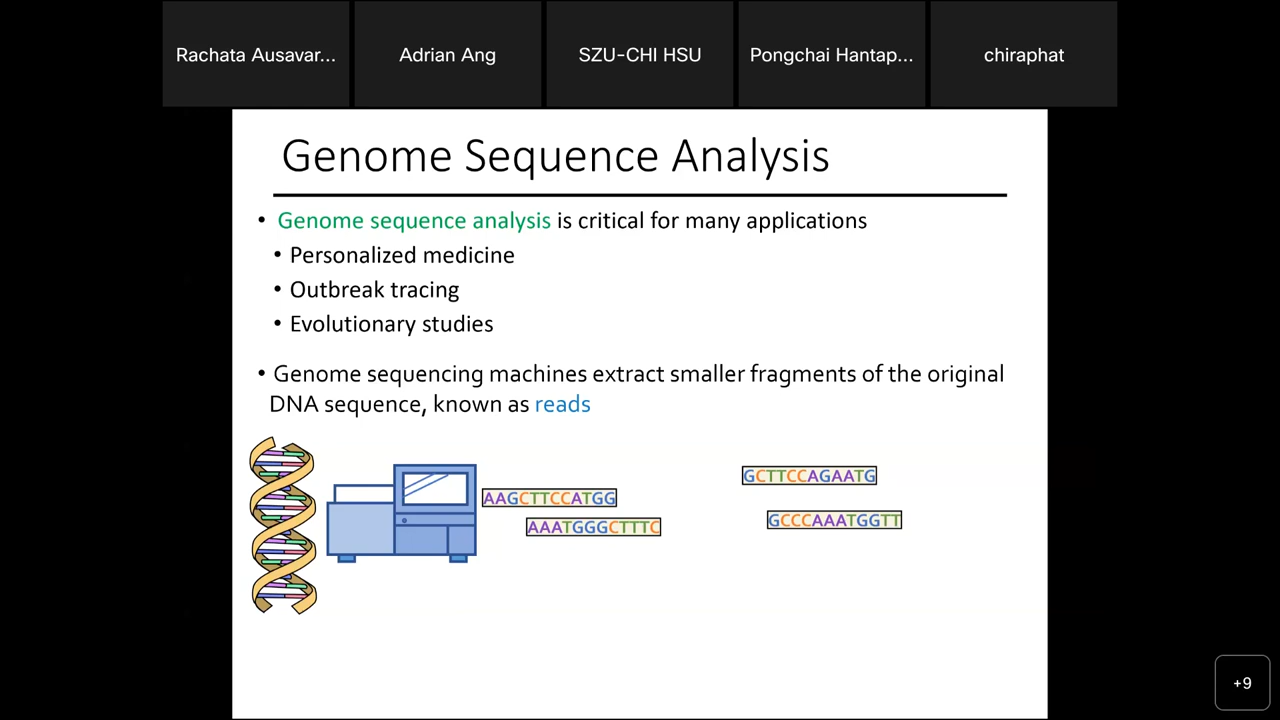 Rachata Ausavar...
Adrian Ang
SZU-CHI HSU
Pongchai Hantap...
chiraphat
Genome Sequence Analysis
• Genome sequence analysis is critical for many applications
• Personalized medicine
• Outbreak tracing
• Evolutionary studies
• Genome sequencing machines extract smaller fragments of the original
DNA sequence, known as reads
GCTTCCAGAATG
AAGCTTCCATGG
GCCCAAATGGTT
AAATGGGCTTTC
+9